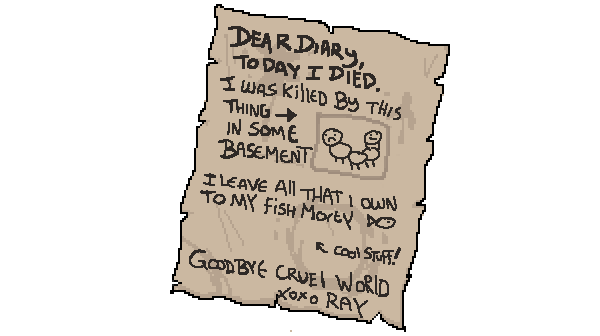 DEAR DIARY,
TODAY I DIED.
I WAS KillED BY THIS
THING →
IN SOME
BASEMENT
I LEAVE All THAT I OWN
TO MY FISH MOREY
↖ COOl STUFF!
GOODBYE CRUEl WORlD
XOXO RAY